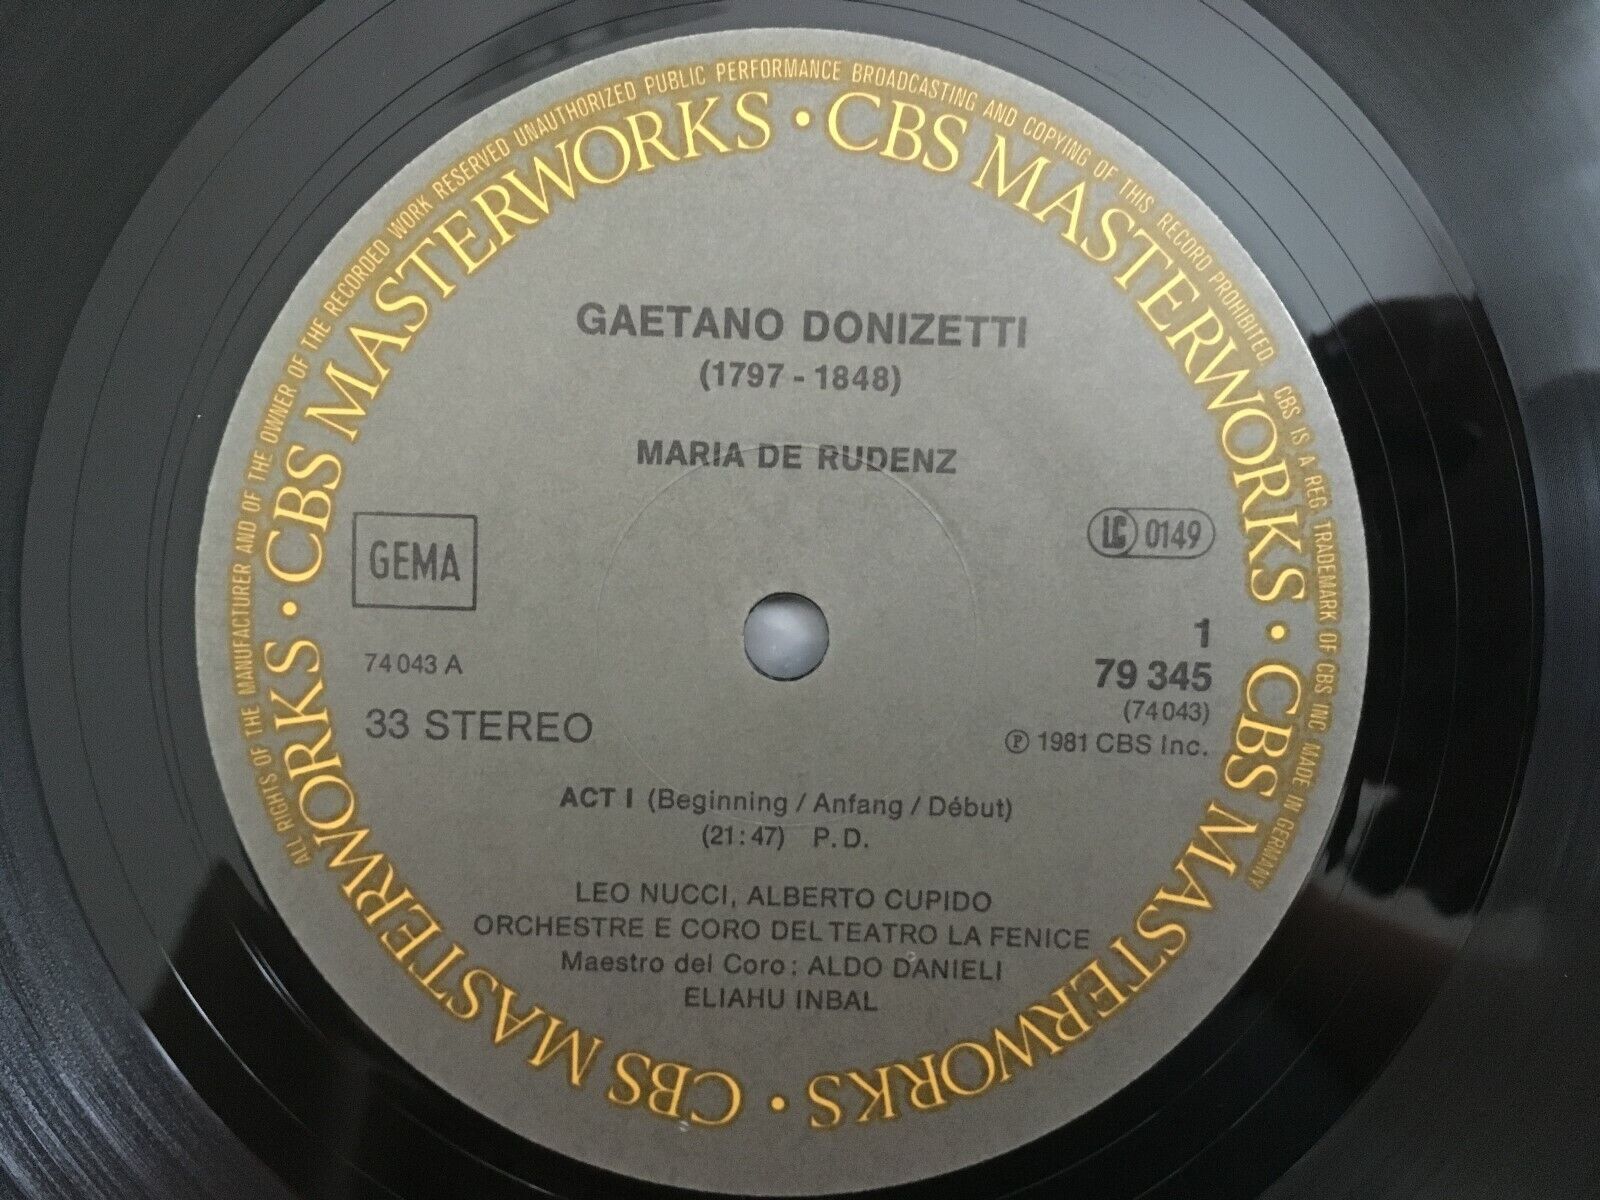 ALL RIGHTS OF THE MANUFACTURER AND OF THE OWNER OF THE RECORDED WORK RESERVED UNAUTHORIZED PUBLIC PERFORMANCE BROADCASTING AND COPYING OF THIS RECORD PROHIBITED CBS IS A REG. TRADEMARK OF CBS INC MADE IN GERMANY
CBS MASTERWORKS • CBS MASTERWORKS • CBS MASTERWORKS • CBS MASTERWORKS •
GAETANO DONIZETTI
(1797 - 1848)
MARIA DE RUDENZ
GEMA
LC 0149
1
74 043 A
79 345
(74 043)
33 STEREO
℗ 1981 CBS Inc.
ACT I (Beginning / Anfang / Début)
(21:47) P.D.
LEO NUCCI, ALBERTO CUPIDO
ORCHESTRE E CORO DEL TEATRO LA FENICE
Maestro del Coro: ALDO DANIELI
ELIAHU INBAL